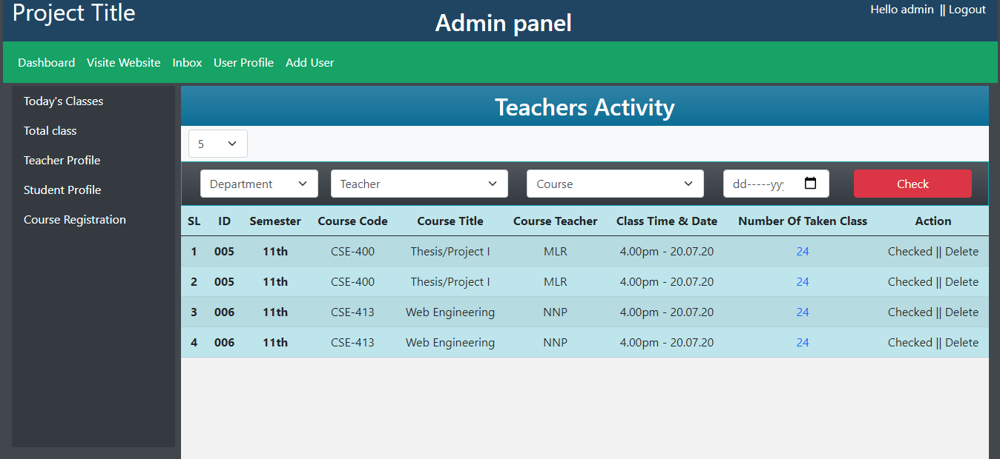 Project Title
Admin panel
Hello admin || Logout
Dashboard Visite Website Inbox User Profile Add User
Today's Classes
Total class
Teacher Profile
Student Profile
Course Registration
Teachers Activity
5
Department Teacher Course dd-----yy Check
SL ID Semester Course Code Course Title Course Teacher Class Time & Date Number Of Taken Class Action
1 005 11th CSE-400 Thesis/Project I MLR 4.00pm - 20.07.20 24 Checked || Delete
2 005 11th CSE-400 Thesis/Project I MLR 4.00pm - 20.07.20 24 Checked || Delete
3 006 11th CSE-413 Web Engineering NNP 4.00pm - 20.07.20 24 Checked || Delete
4 006 11th CSE-413 Web Engineering NNP 4.00pm - 20.07.20 24 Checked || Delete